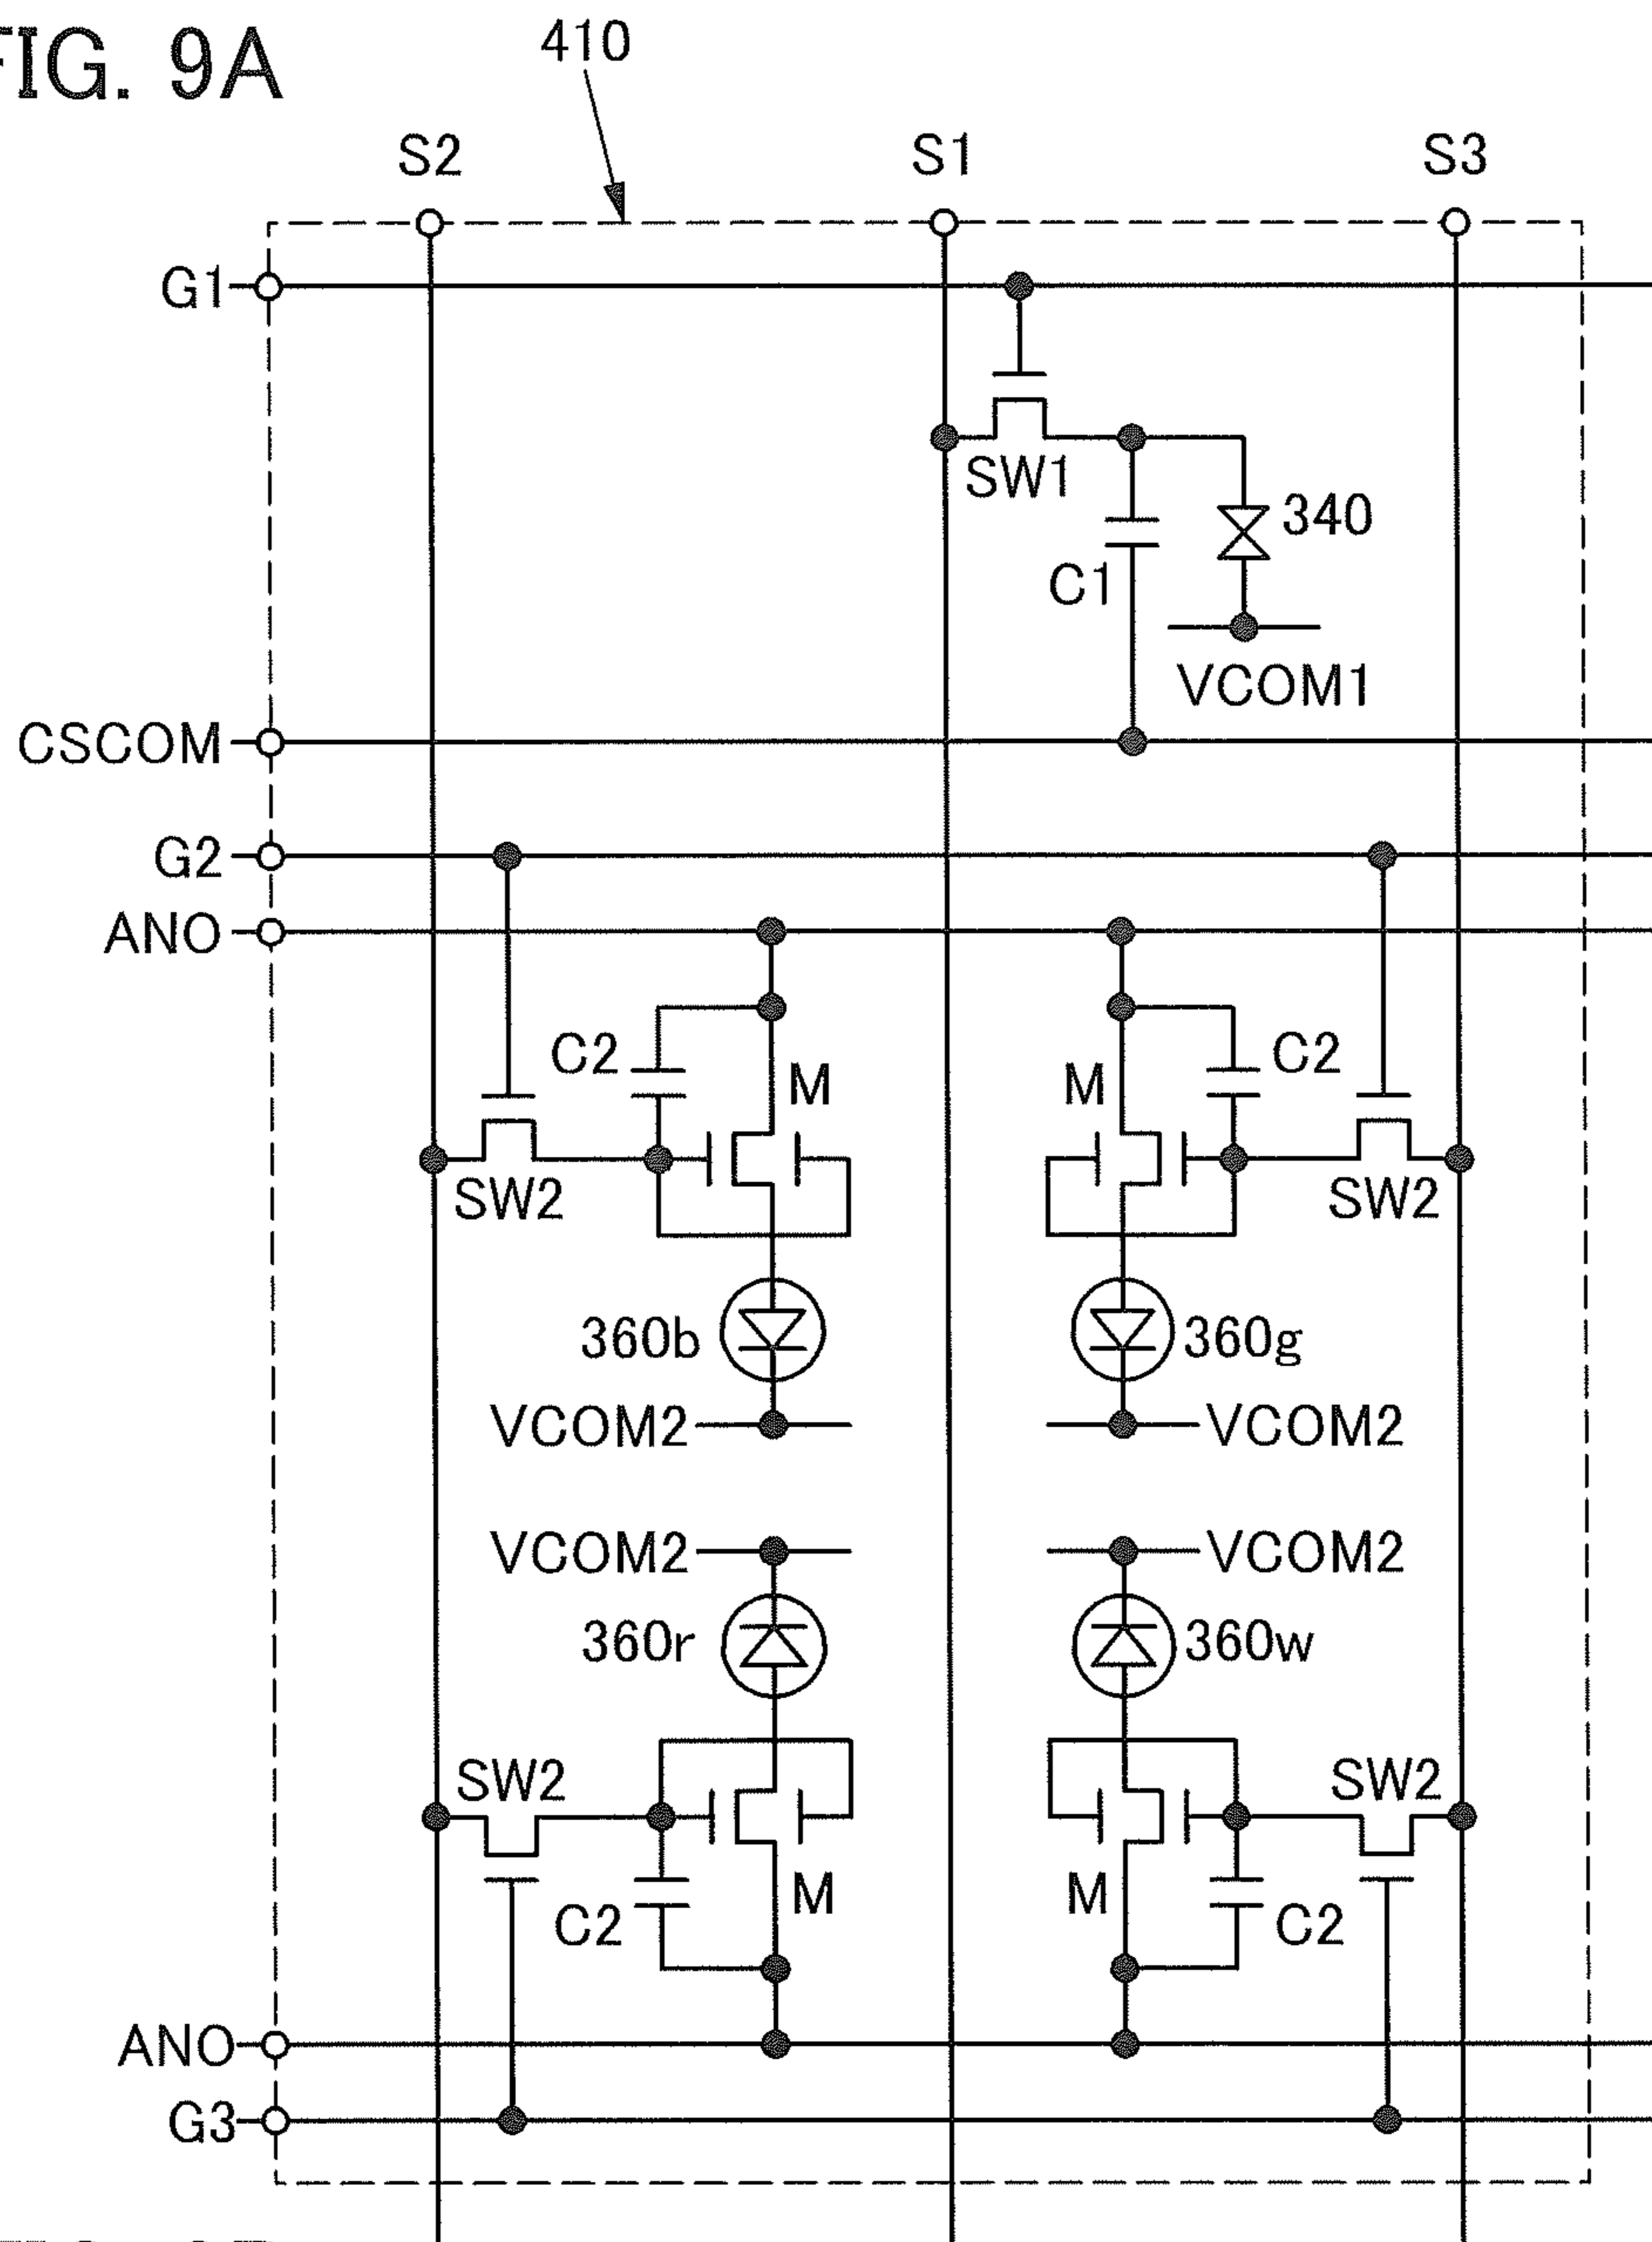 FIG. 9A
410
S2 S1 S3
G1
SW1
340
C1
VCOM1
CSCOM
G2
ANO
C2 M M C2
SW2 SW2
360b 360g
VCOM2 VCOM2
VCOM2 VCOM2
360r 360w
SW2 SW2
M M
C2 C2
ANO
G3